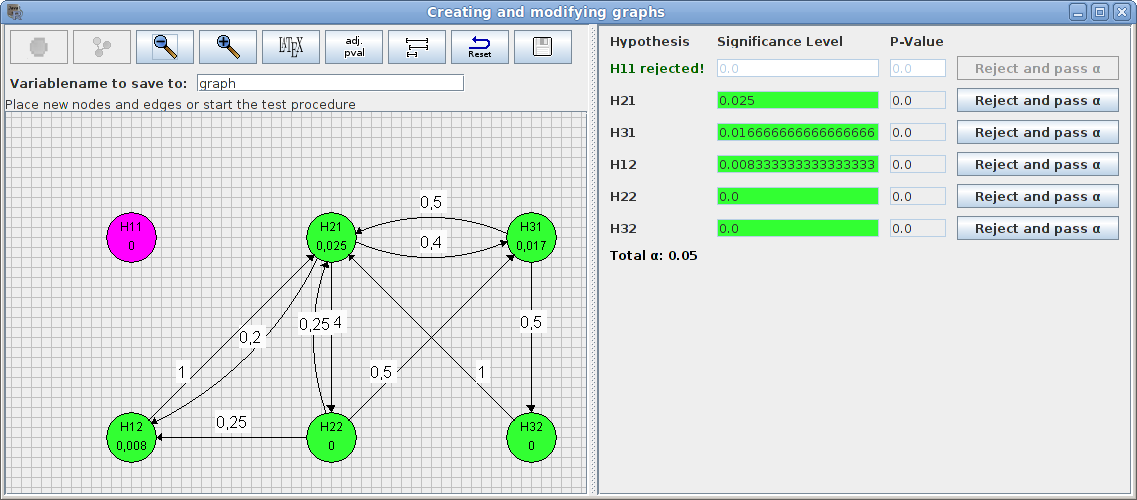 Creating and modifying graphs
LATEX
adj.
pval
Reset
Variablename to save to: graph
Place new nodes and edges or start the test procedure
H11
0
H21
0,025
H31
0,017
0,5
0,4
0,2
0,25
4
0,5
1
0,5
1
0,25
H12
0,008
H22
0
H32
0
Hypothesis Significance Level P-Value
H11 rejected! 0.0 0.0 Reject and pass α
H21 0.025 0.0 Reject and pass α
H31 0.016666666666666666 0.0 Reject and pass α
H12 0.008333333333333333 0.0 Reject and pass α
H22 0.0 0.0 Reject and pass α
H32 0.0 0.0 Reject and pass α
Total α: 0.05